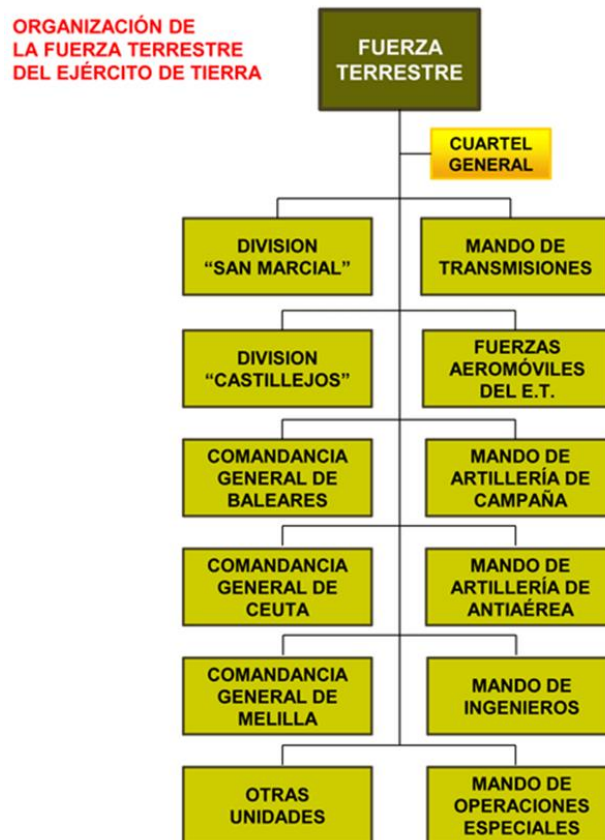 ORGANIZACIÓN DE
LA FUERZA TERRESTRE
DEL EJÉRCITO DE TIERRA
FUERZA
TERRESTRE
CUARTEL
GENERAL
DIVISION
“SAN MARCIAL”
MANDO DE
TRANSMISIONES
DIVISION
“CASTILLEJOS”
FUERZAS
AEROMÓVILES
DEL E.T.
COMANDANCIA
GENERAL DE
BALEARES
MANDO DE
ARTILLERÍA DE
CAMPAÑA
COMANDANCIA
GENERAL DE
CEUTA
MANDO DE
ARTILLERÍA DE
ANTIAÉREA
COMANDANCIA
GENERAL DE
MELILLA
MANDO DE
INGENIEROS
OTRAS
UNIDADES
MANDO DE
OPERACIONES
ESPECIALES